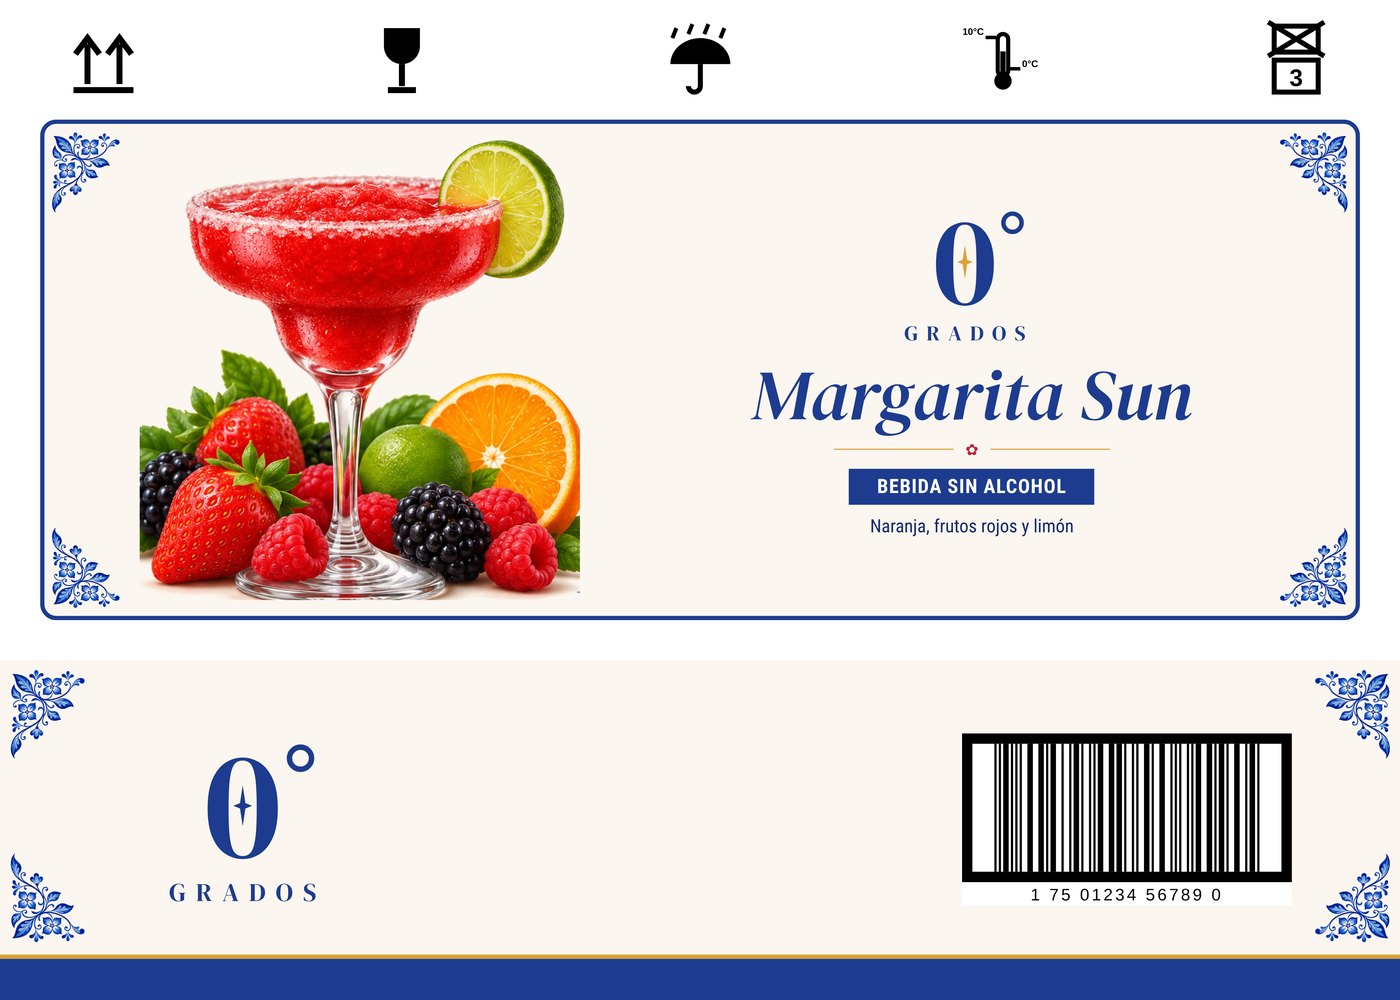 10°C
0°C
3
0°
GRADOS
Margarita Sun
BEBIDA SIN ALCOHOL
Naranja, frutos rojos y limón
0°
GRADOS
1 75 01234 56789 0